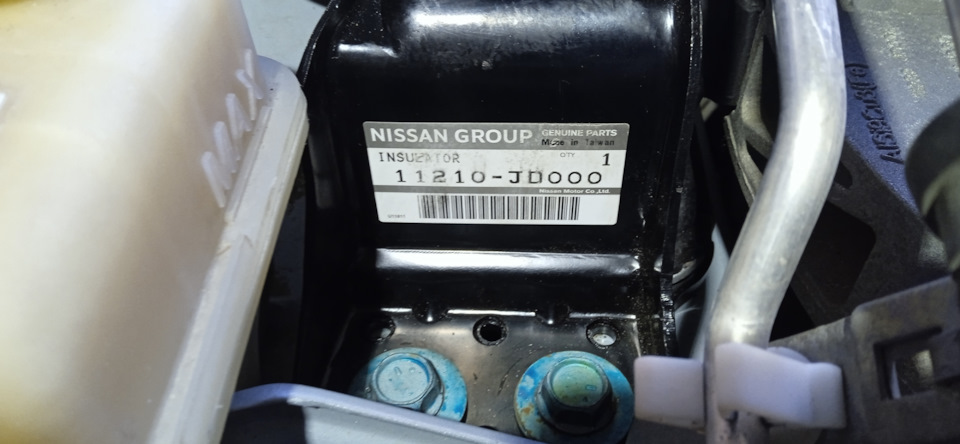 NISSAN GROUP GENUINE PARTS
Made in Taiwan
INSULATOR QTY 1
11210-JD000
Nissan Motor Co.,Ltd.
MAX